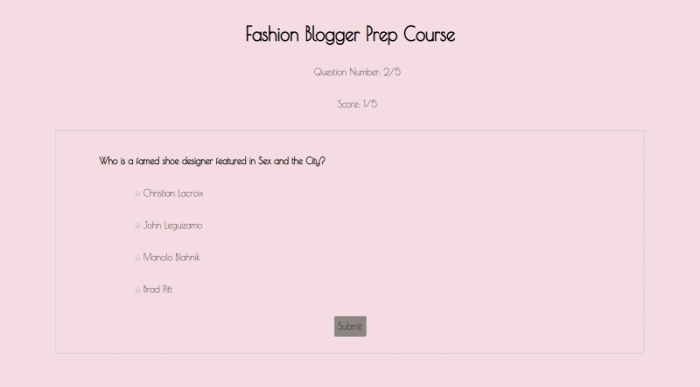 Fashion Blogger Prep Course
Question Number: 2/5
Score: 1/5
Who is a famed shoe designer featured in Sex and the City?
Christian Lacroix
John Leguizamo
Manolo Blahnik
Brad Pitt
Submit